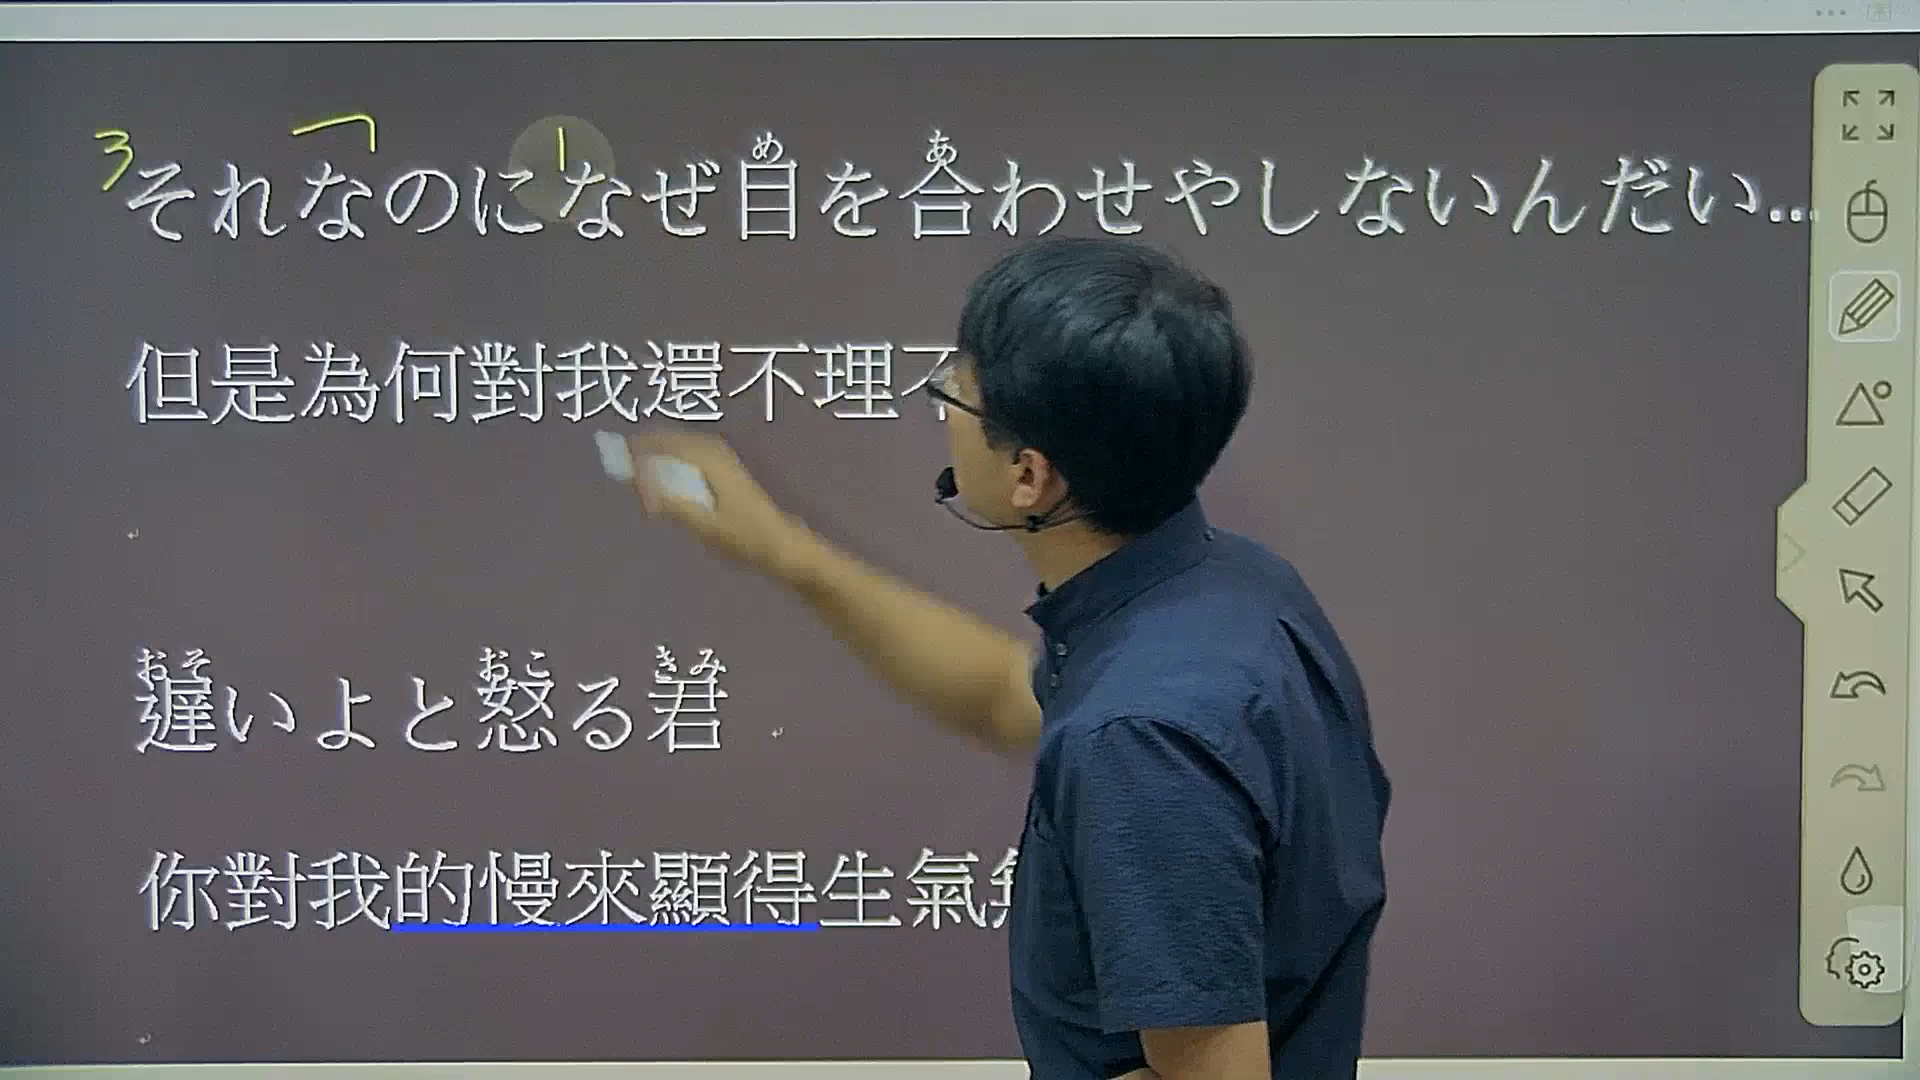 3 1
め あ
それなのになぜ目を合わせやしないんだい...
但是為何對我還不理不
おそ おこ きみ
遅いよと怒る君
你對我的慢來顯得生氣